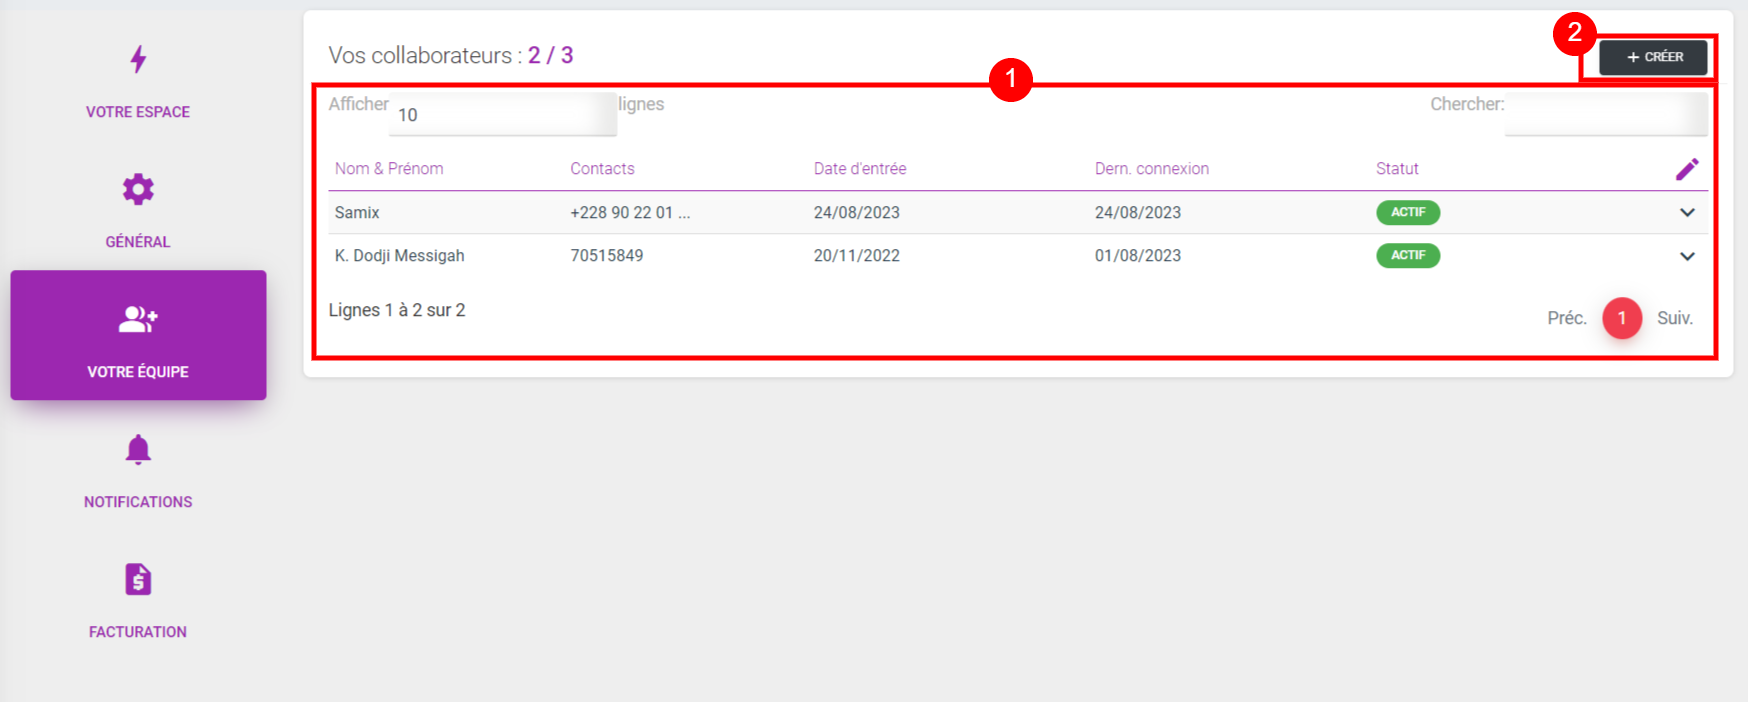 VOTRE ESPACE
GÉNÉRAL
VOTRE ÉQUIPE
NOTIFICATIONS
FACTURATION
Vos collaborateurs : 2 / 3
2
+ CRÉER
1
Afficher 10 lignes
Chercher:
Nom & Prénom Contacts Date d'entrée Dern. connexion Statut
Samix +228 90 22 01 ... 24/08/2023 24/08/2023 ACTIF
K. Dodji Messigah 70515849 20/11/2022 01/08/2023 ACTIF
Lignes 1 à 2 sur 2
Préc. 1 Suiv.